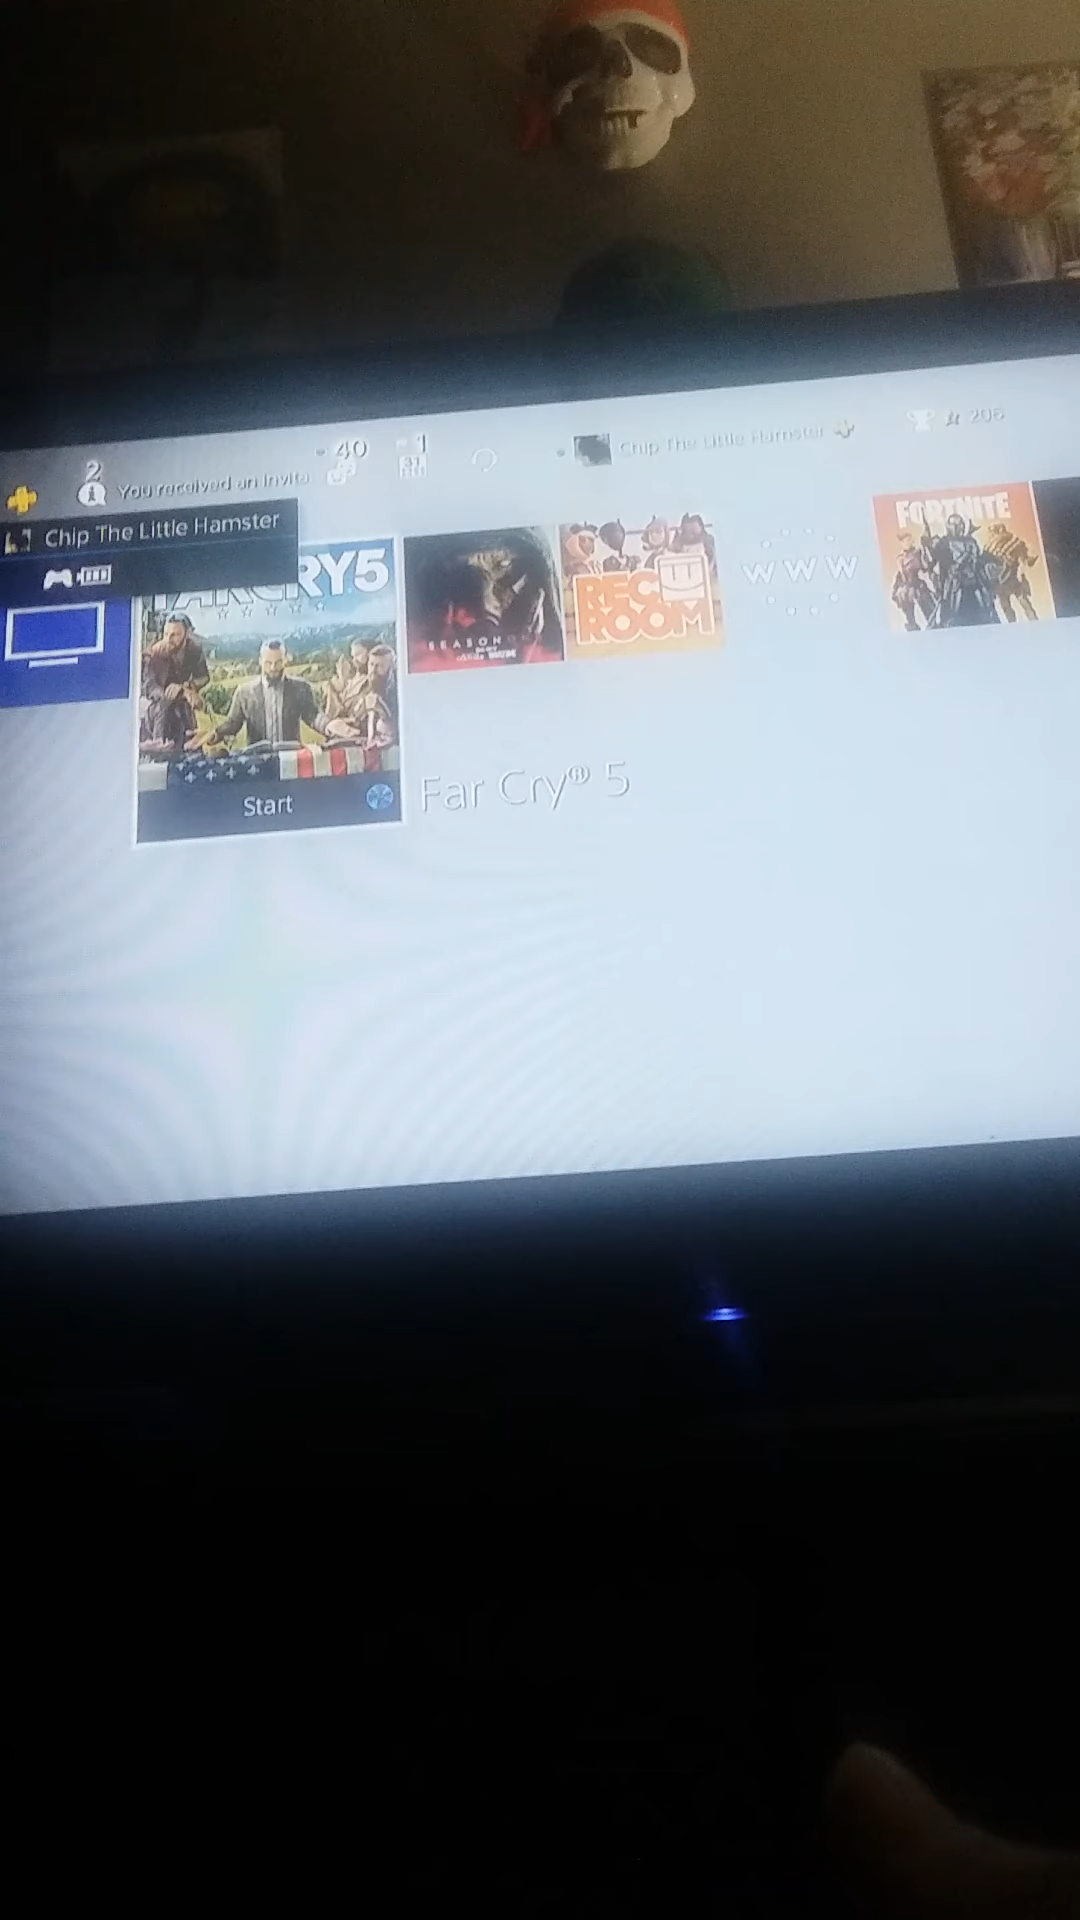 40
1
2
You received an invita
Chip The Little Hamster
206
Chip The Little Hamster
FARCRY5
SEASON
REC
ROOM
WWW
FORTNITE
Start
Far Cry® 5